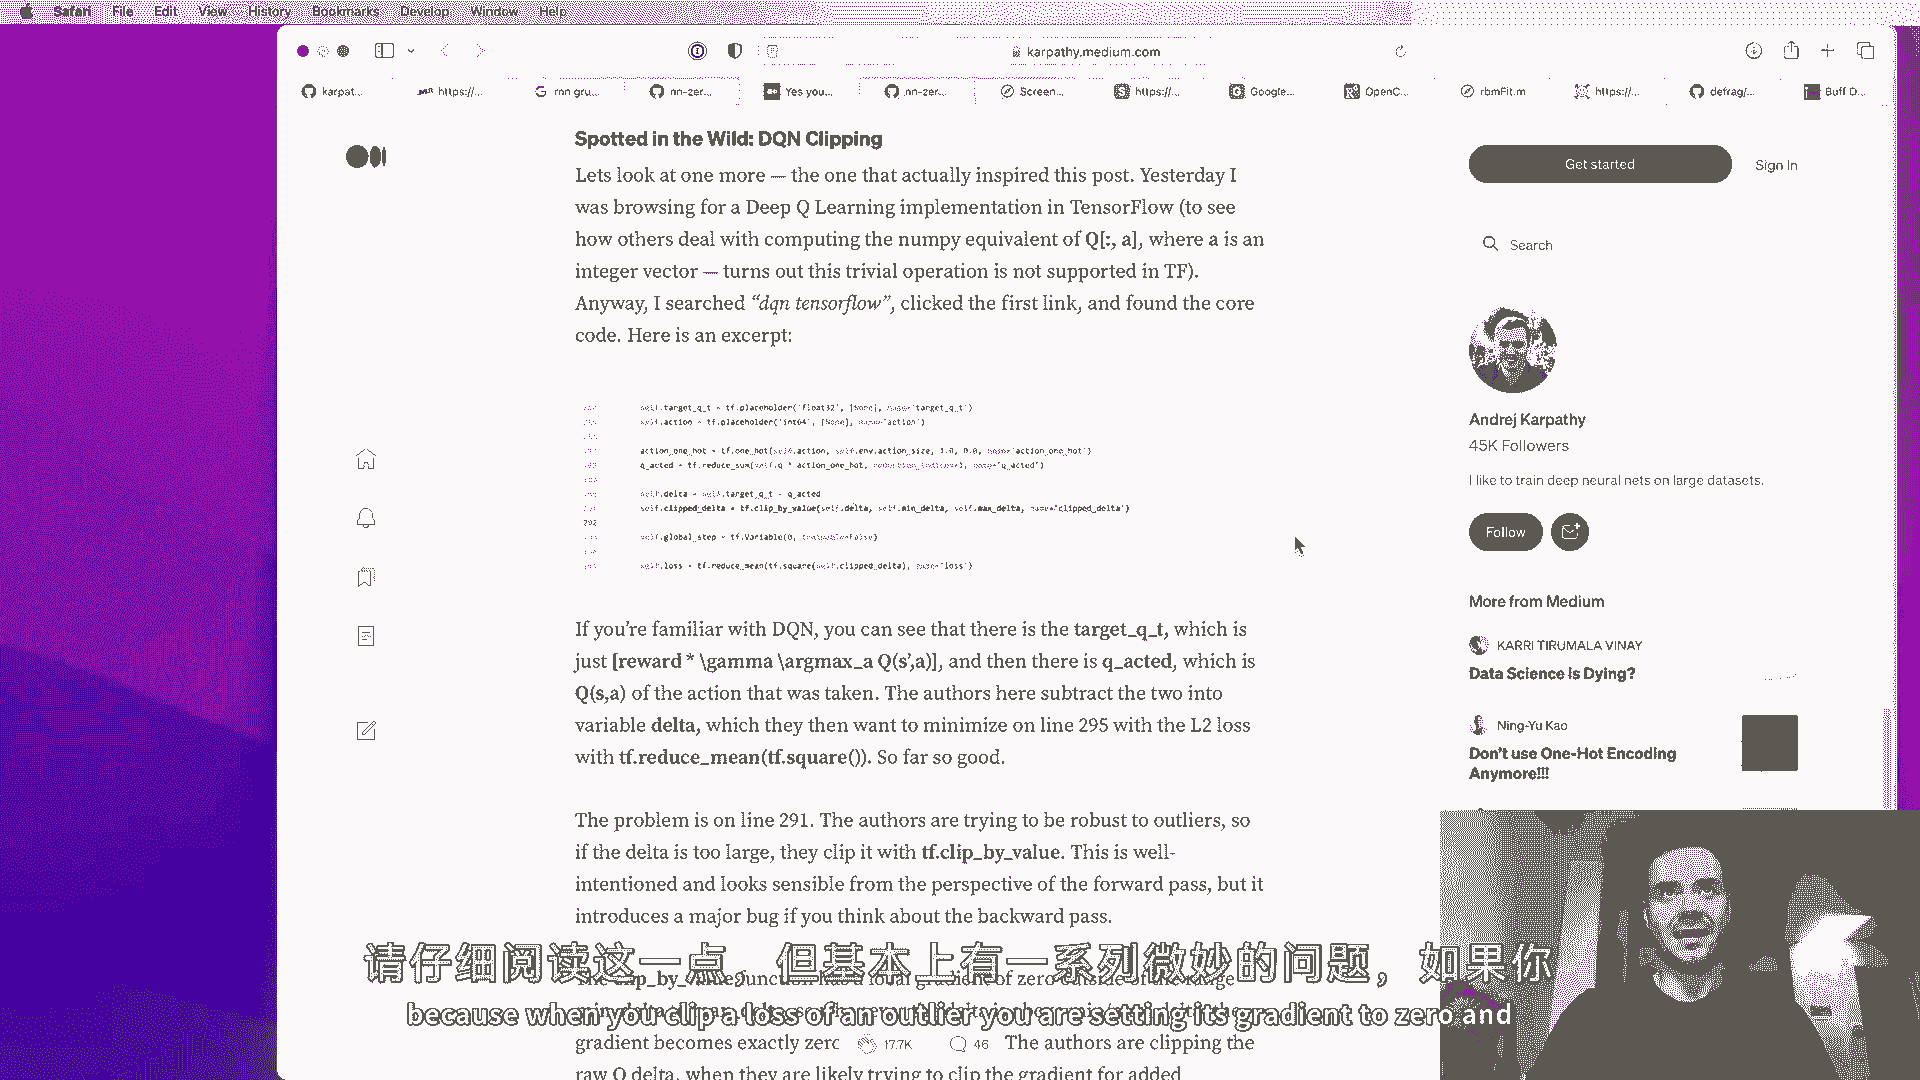 Safari File Edit View History Bookmarks Develop Window Help
karpathy.medium.com
karpat... https://... rnn gru... nn-zer... Yes you... nn-zer... Screen... https://... Google... OpenC... rbmFit.m https://... defrag/... Buff D...
Spotted in the Wild: DQN Clipping
Lets look at one more — the one that actually inspired this post. Yesterday I
was browsing for a Deep Q Learning implementation in TensorFlow (to see
how others deal with computing the numpy equivalent of Q[:, a], where a is an
integer vector — turns out this trivial operation is not supported in TF).
Anyway, I searched “dqn tensorflow”, clicked the first link, and found the core
code. Here is an excerpt:
self.target_q_t = tf.placeholder('float32', [None], name='target_q_t')
self.action = tf.placeholder('int64', [None], name='action')
action_one_hot = tf.one_hot(self.action, self.env.action_size, 1.0, 0.0, name='action_one_hot')
q_acted = tf.reduce_sum(self.q * action_one_hot, reduction_indices=1, name='q_acted')
self.delta = self.target_q_t - q_acted
self.clipped_delta = tf.clip_by_value(self.delta, self.min_delta, self.max_delta, name='clipped_delta')
292
self.global_step = tf.Variable(0, trainable=False)
self.loss = tf.reduce_mean(tf.square(self.clipped_delta), name='loss')
If you’re familiar with DQN, you can see that there is the target_q_t, which is
just [reward * \gamma \argmax_a Q(s’,a)], and then there is q_acted, which is
Q(s,a) of the action that was taken. The authors here subtract the two into
variable delta, which they then want to minimize on line 295 with the L2 loss
with tf.reduce_mean(tf.square()). So far so good.
The problem is on line 291. The authors are trying to be robust to outliers, so
if the delta is too large, they clip it with tf.clip_by_value. This is well-
intentioned and looks sensible from the perspective of the forward pass, but it
introduces a major bug if you think about the backward pass.
gradient of zero outside of the range
gradient becomes exactly zero 17.7K 46 The authors are clipping the
raw Q delta, when they are likely trying to clip the gradient for added
Get started Sign In
Search
Andrej Karpathy
45K Followers
I like to train deep neural nets on large datasets.
Follow
More from Medium
KARRI TIRUMALA VINAY
Data Science is Dying?
Ning-Yu Kao
Don’t use One-Hot Encoding
Anymore!!!
请仔细阅读这一点，但基本上有一系列微妙的问题，如果你
because when you clip a loss of an outlier you are setting its gradient to zero and